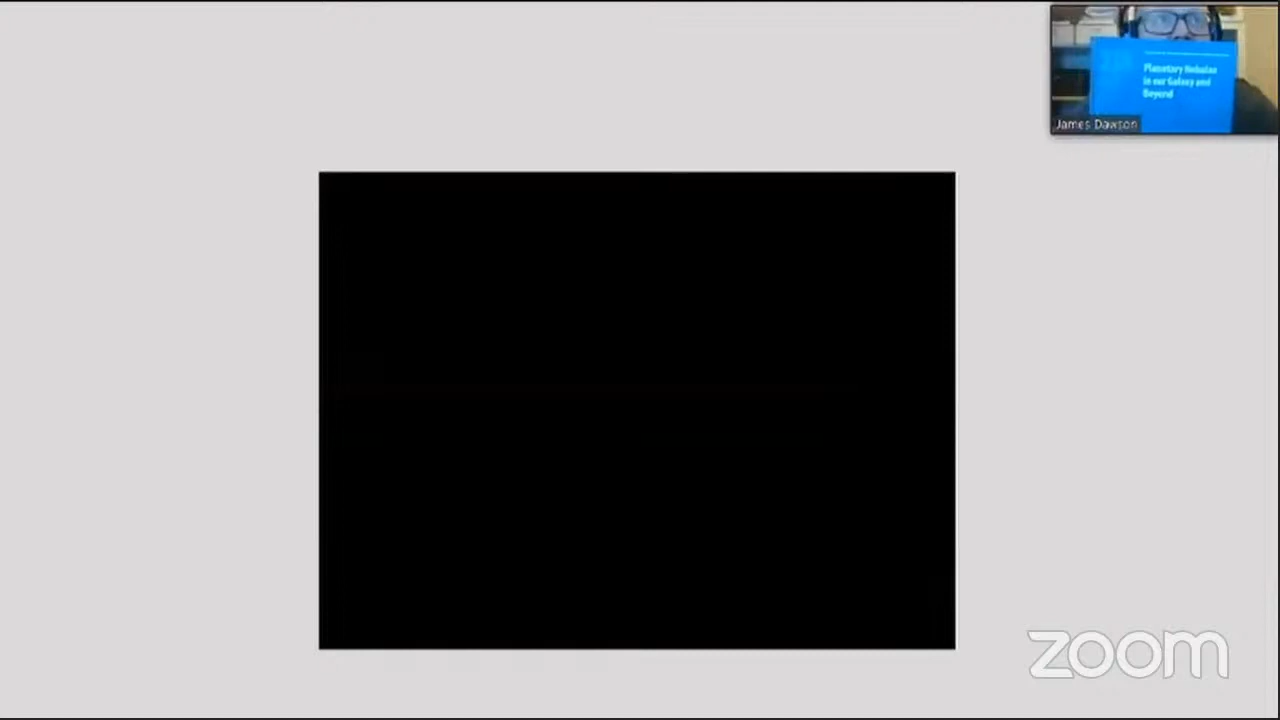 Planetary Nebulae
in our Galaxy and
Beyond
James Dawson
zoom